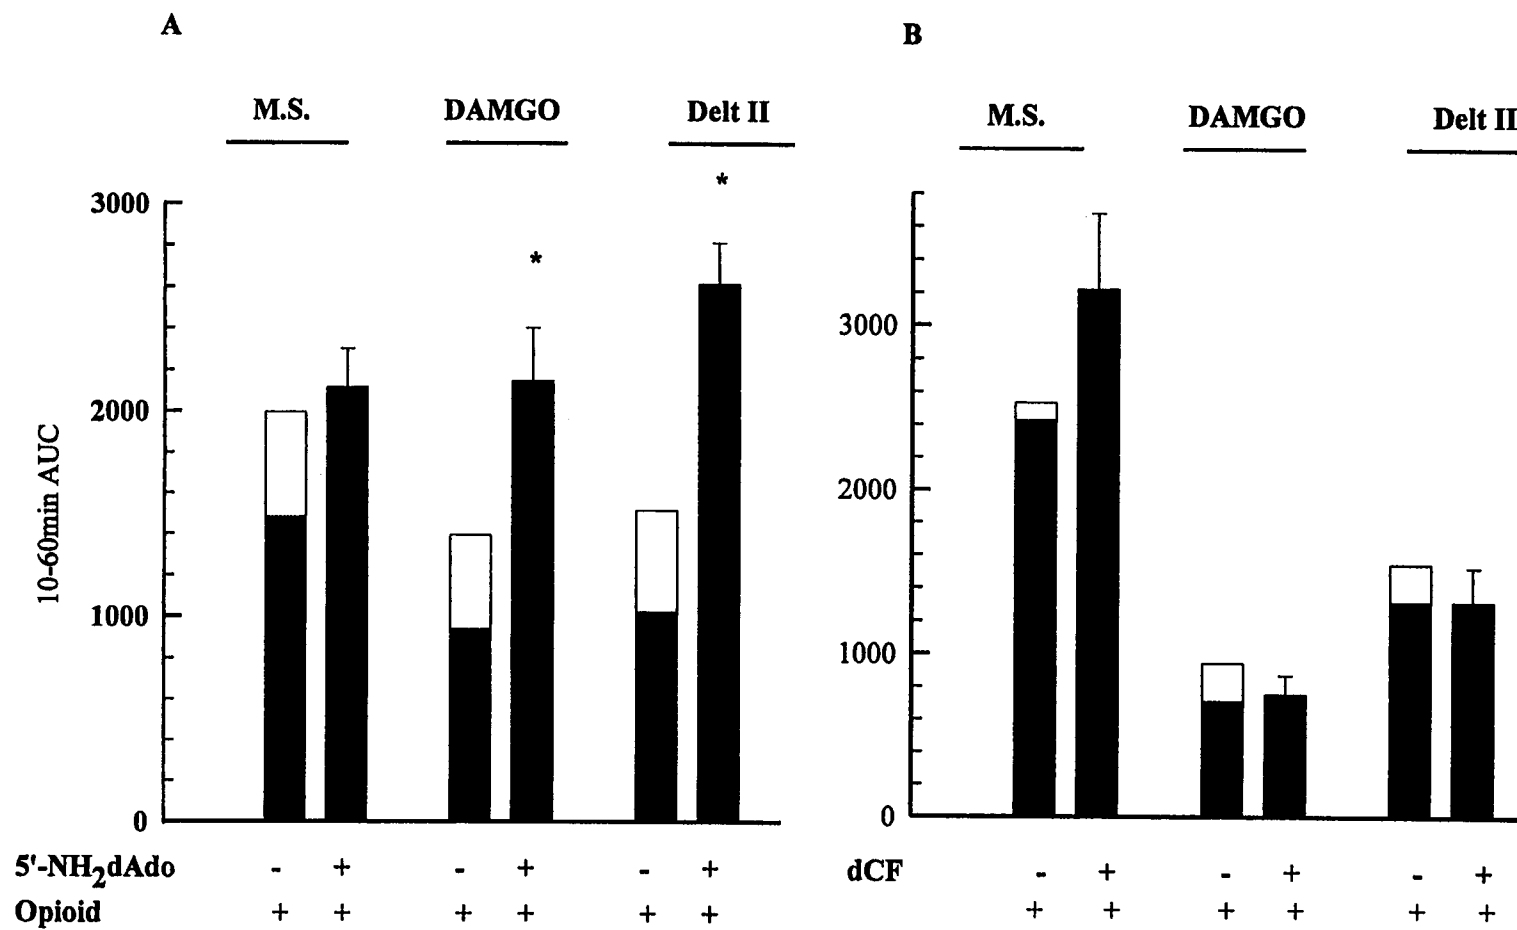 A
B
M.S. DAMGO Delt II
M.S. DAMGO Delt II
*
*
3000
2000
1000
0
10-60min AUC
3000
2000
1000
0
5'-NH2dAdo - + - + - +
Opioid + + + + + +
dCF - + - + - +
+ + + + + +